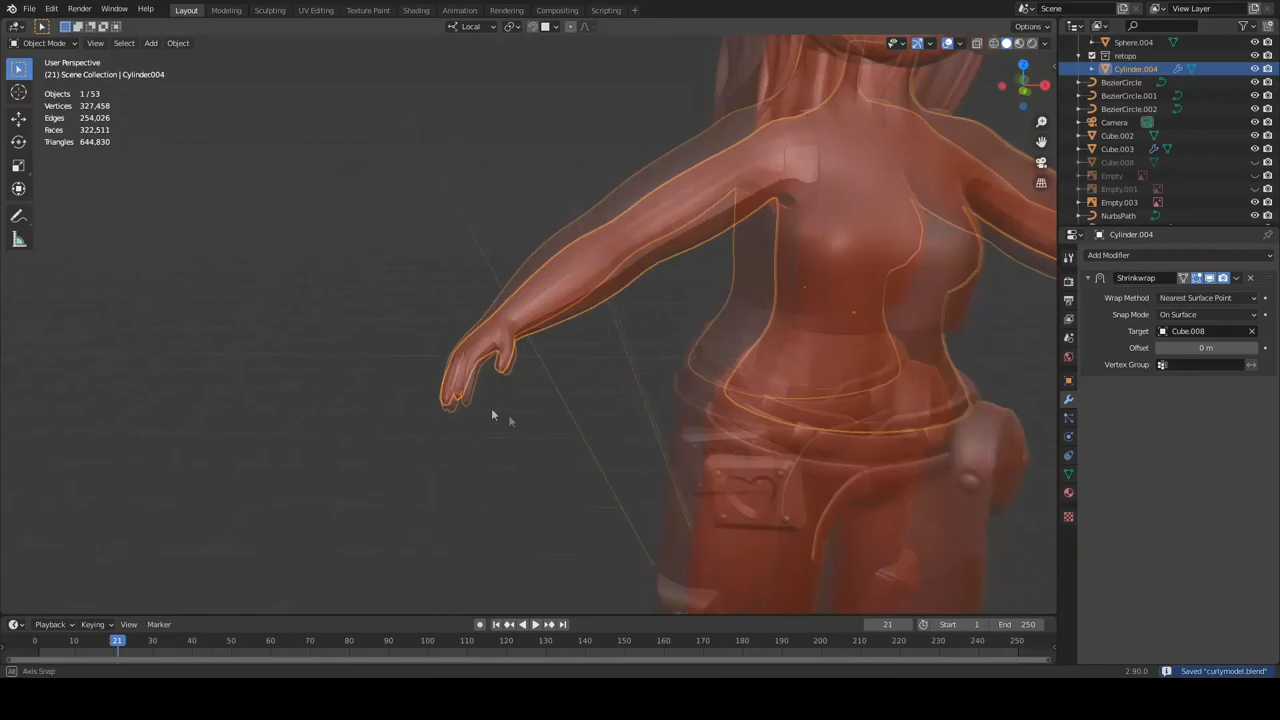 File Edit Render Window Help
Layout Modeling Sculpting UV Editing Texture Paint Shading Animation Rendering Compositing Scripting +
Scene
View Layer
Local
Options
Object Mode View Select Add Object
User Perspective
(21) Scene Collection | Cylinder.004
Objects 1 / 53
Vertices 327,458
Edges 254,026
Faces 322,511
Triangles 644,830
Z
Sphere.004
retopo
Cylinder.004
BezierCircle
BezierCircle.001
BezierCircle.002
Camera
Cube.002
Cube.003
Cube.008
Empty
Empty.001
Empty.003
NurbsPath
Cylinder.004
Add Modifier
Shrinkwrap
Wrap Method Nearest Surface Point
Snap Mode On Surface
Target Cube.008
Offset 0 m
Vertex Group
Playback Keying View Marker
21
Start 1
End 250
0 10 21 30 40 50 60 70 80 90 100 110 120 130 140 150 160 170 180 190 200 210 220 230 240 250
Alt Axis Snap
2.90.0
Saved "curlymodel.blend"